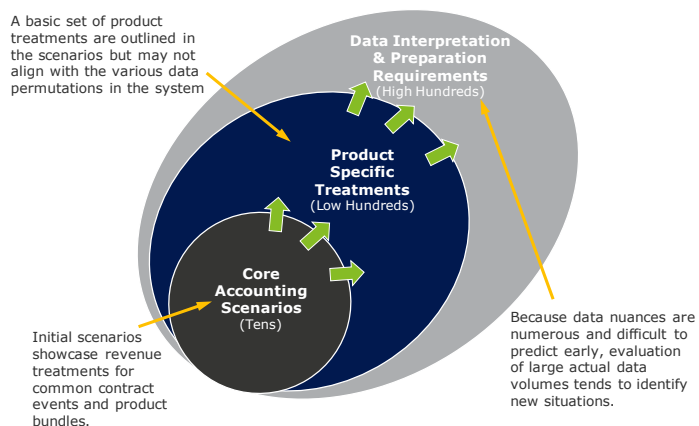 A basic set of product
treatments are outlined in
the scenarios but may not
align with the various data
permutations in the system
Data Interpretation
& Preparation
Requirements
(High Hundreds)
Product
Specific
Treatments
(Low Hundreds)
Core
Accounting
Scenarios
(Tens)
Initial scenarios
showcase revenue
treatments for
common contract
events and product
bundles.
Because data nuances are
numerous and difficult to
predict early, evaluation
of large actual data
volumes tends to identify
new situations.